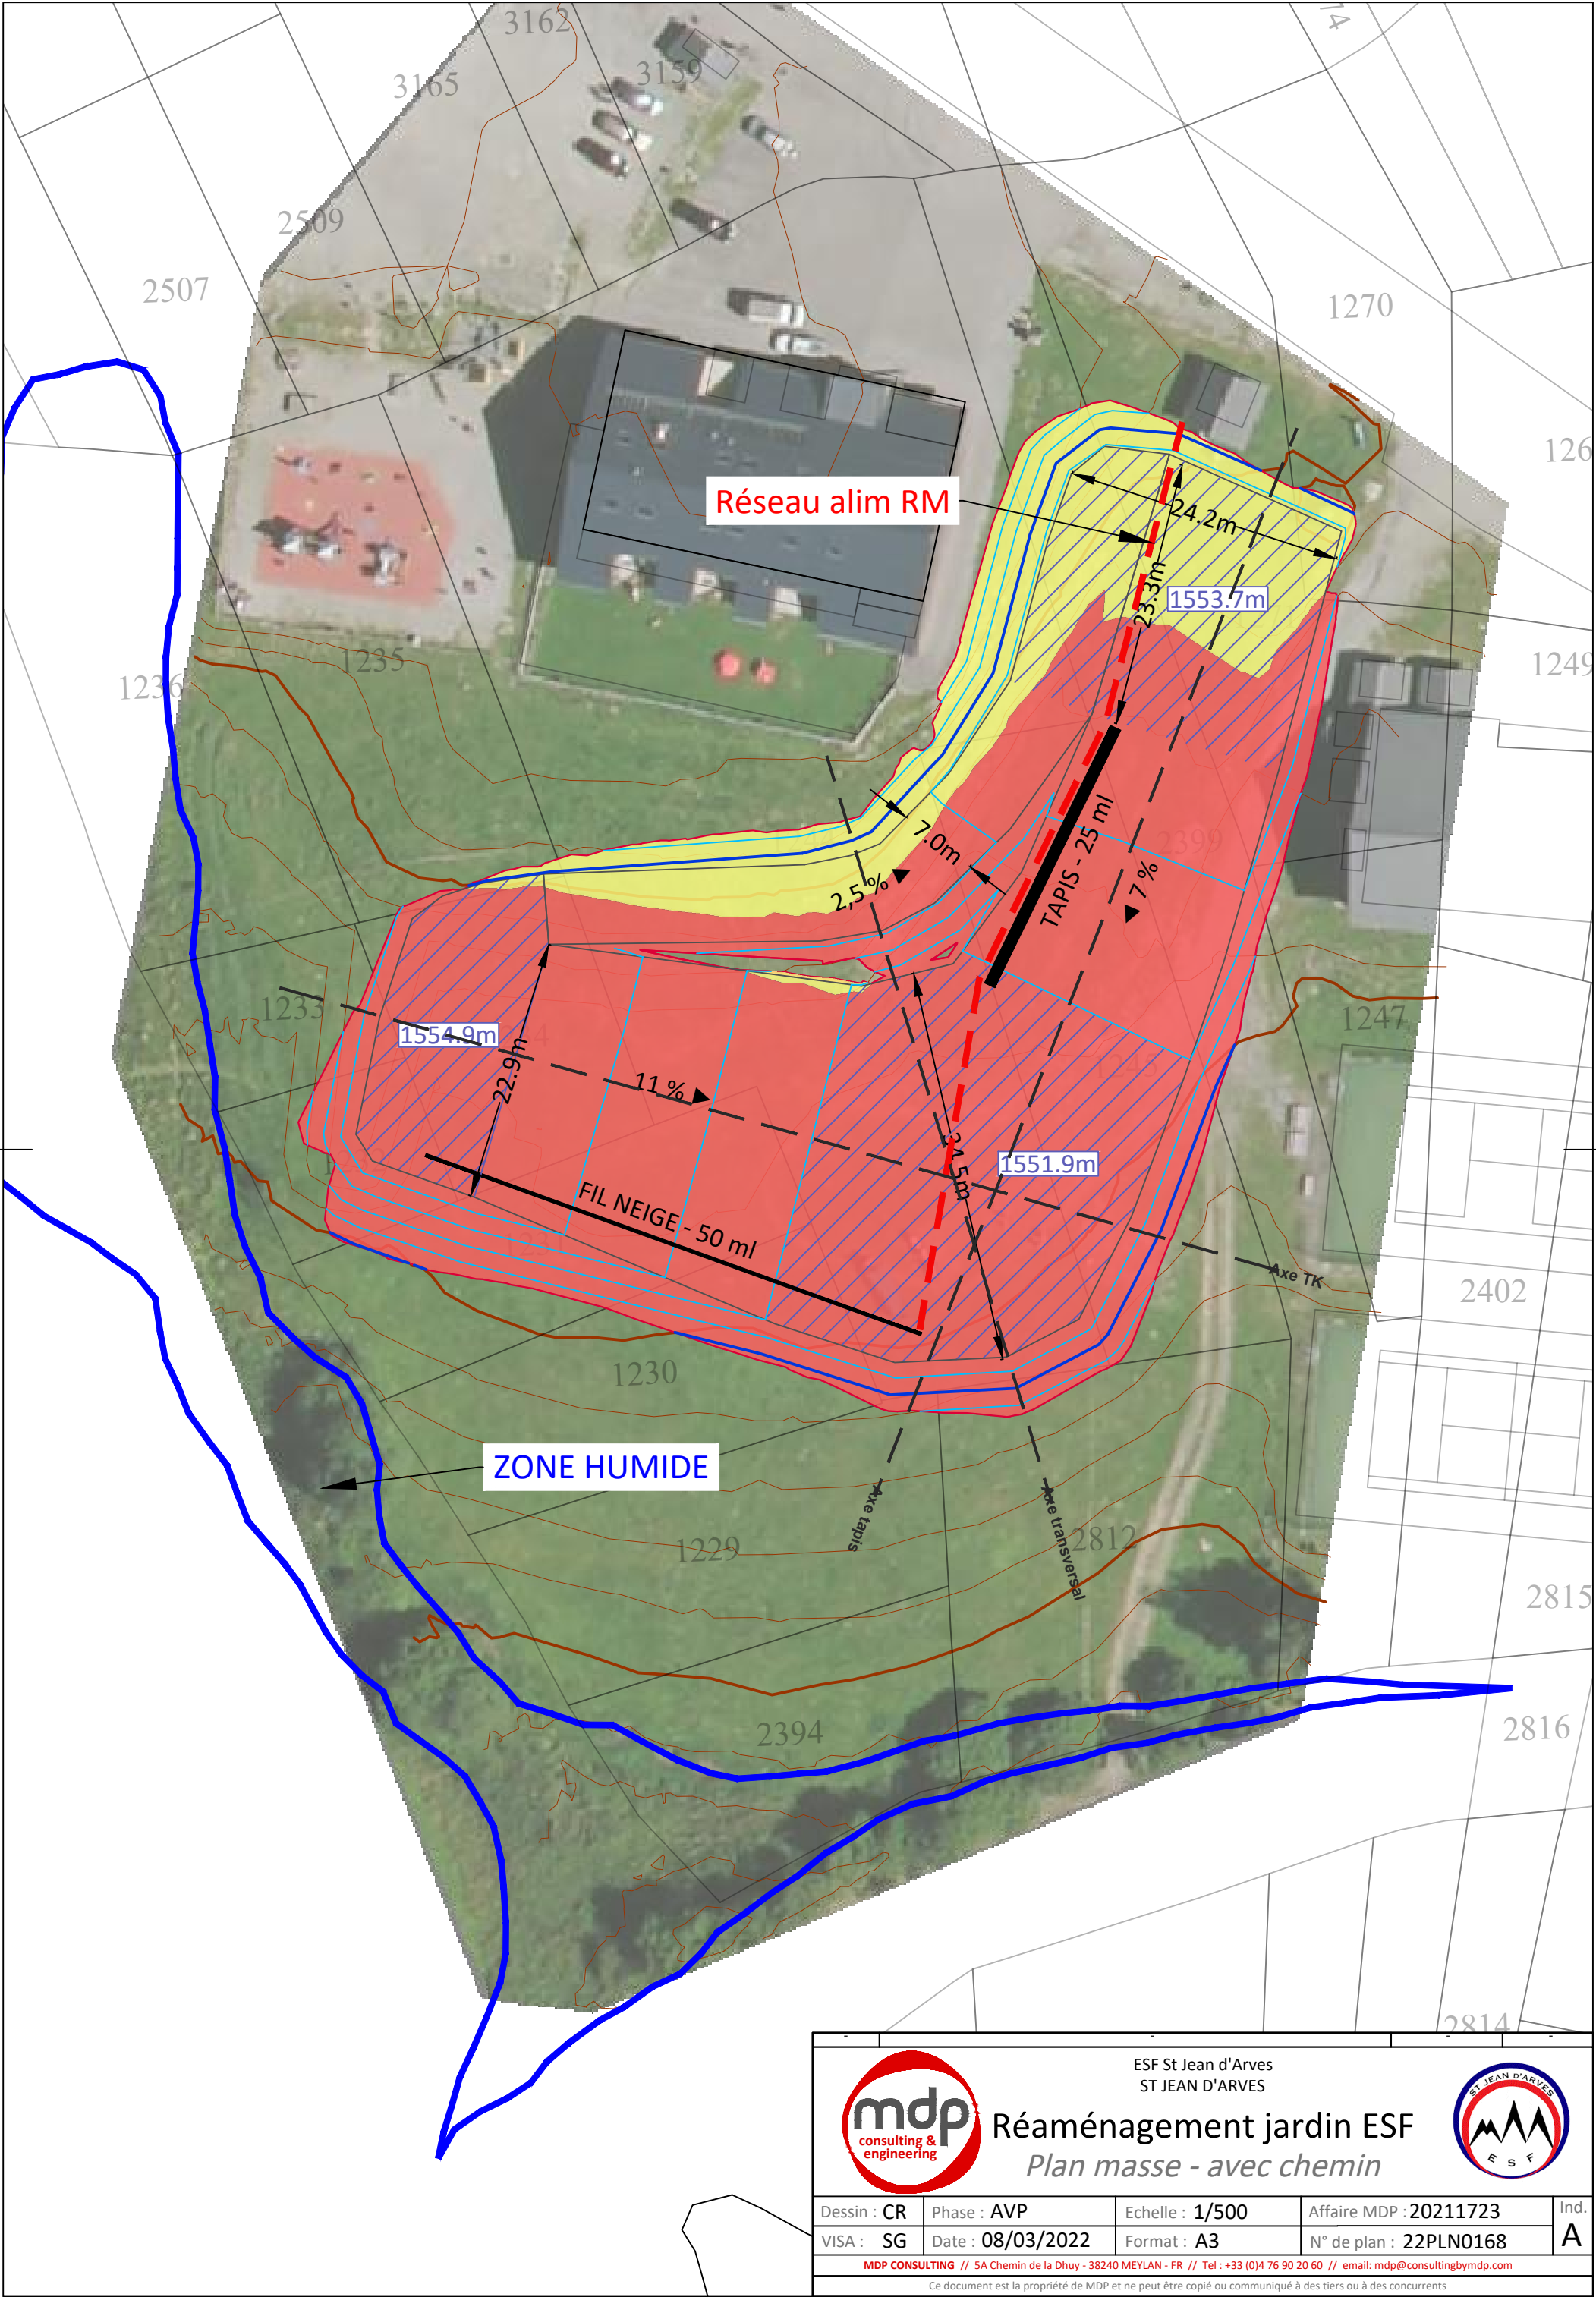 3162
74
3165
3159
2509
2507
1270
126
Réseau alim RM
24.2m
23.3m
1553.7m
1235
1236
1249
7.0m
2,5 %
TAPIS - 25 ml
7 %
2399
1233
1554.9m
22.9m
11 %
1247
1245
34.5m
1551.9m
FIL NEIGE - 50 ml
1231
Axe TK
2402
1230
ZONE HUMIDE
Axe tapis
Axe transversal
1229
2812
2815
2394
2816
2814
- - - -
ESF St Jean d'Arves
ST JEAN D'ARVES
mdp
consulting &
engineering
Réaménagement jardin ESF
Plan masse - avec chemin
ST JEAN D'ARVES
E S F
Dessin : CR Phase : AVP Echelle : 1/500 Affaire MDP : 20211723 Ind.
VISA : SG Date : 08/03/2022 Format : A3 N° de plan : 22PLN0168 A
MDP CONSULTING // 5A Chemin de la Dhuy - 38240 MEYLAN - FR // Tel : +33 (0)4 76 90 20 60 // email: mdp@consultingbymdp.com
Ce document est la propriété de MDP et ne peut être copié ou communiqué à des tiers ou à des concurrents